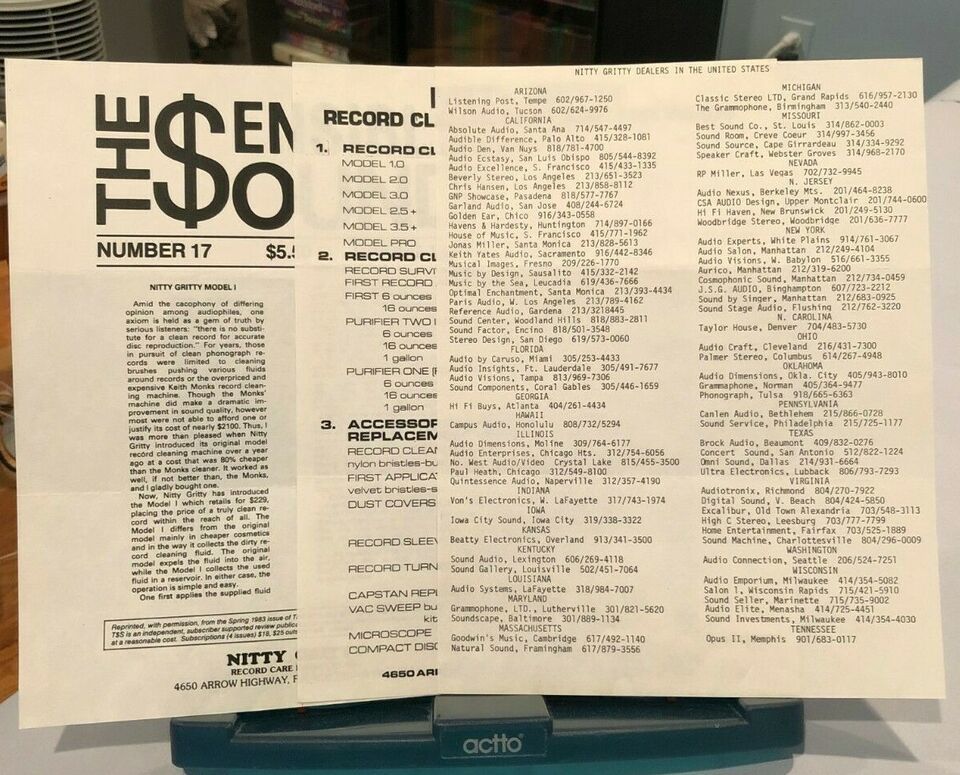 THE $EN
$O
NUMBER 17 $5.5
NITTY GRITTY MODEL I
Amid the cacophony of differing
opinion among audiophiles, one
axiom is held as a gem of truth by
serious listeners: "there is no substi-
tute for a clean record for accurate
disc reproduction." For years, those
in pursuit of clean phonograph re-
cords were limited to cleaning
brushes pushing various fluids
around records or the overpriced and
expensive Keith Monks record clean-
ing machine. Though the Monks'
machine did make a dramatic im-
provement in sound quality, however
most were not able to afford one or
justify its cost of nearly $2100. Thus, I
was more than pleased when Nitty
Gritty introduced its original model
record cleaning machine over a year
ago at a cost that was 80% cheaper
than the Monks cleaner. It worked as
well, if not better than, the Monks,
and I gladly bought one.
Now, Nitty Gritty has introduced
the Model I which retails for $229,
placing the price of a truly clean re-
cord within the reach of all. The
Model I differs from the original
model mainly in cheaper cosmetics
and in the way it collects the dirty re-
cord cleaning fluid. The original
model expels the fluid into the air,
while the Model I collects the used
fluid in a reservoir. In either case, the
operation is simple and easy.
One first applies the supplied fluid
Reprinted, with permission, from the Spring 1983 issue of T
T$S is an independent, subscriber supported review public
at a reasonable cost. Subscriptions (4 issues) $18, $25 outs
NITTY
RECORD CARE
4650 ARROW HIGHWAY, F
RECORD CL
1. RECORD CL
MODEL 1.0
MODEL 2.0
MODEL 3.0
MODEL 2.5 +
MODEL 3.5 +
MODEL PRO
2. RECORD CL
RECORD SURVI
FIRST RECORD
FIRST 6 ounces
16 ounces
PURIFIER TWO
6 ounces
16 ounces
1 gallon
PURIFIER ONE
6 ounces
16 ounces
1 gallon
3. ACCESSOR
REPLACEM
RECORD CLEAN
nylon bristles-bu
FIRST APPLICA
velvet bristles-s
DUST COVERS
RECORD SLEEV
RECORD TURN
CAPSTAN REPL
VAC SWEEP bu
kit
MICROSCOPE
COMPACT DISC
4650 AR
NITTY GRITTY DEALERS IN THE UNITED STATES
ARIZONA
Listening Post, Tempe 602/967-1250
Wilson Audio, Tucson 602/624-9976
CALIFORNIA
Absolute Audio, Santa Ana 714/547-4497
Audible Difference, Palo Alto 415/328-1081
Audio Den, Van Nuys 818/781-4700
Audio Ecstasy, San Luis Obispo 805/544-8392
Audio Excellence, S. Francisco 415/433-1335
Beverly Stereo, Los Angeles 213/651-3523
Chris Hansen, Los Angeles 213/858-8112
GNP Showcase, Pasadena 818/577-7767
Garland Audio, San Jose 408/244-6724
Golden Ear, Chico 916/343-0558
Havens & Hardesty, Huntington 714/897-0166
House of Music, S. Francisco 415/771-1962
Jonas Miller, Santa Monica 213/828-5613
Keith Yates Audio, Sacramento 916/442-8346
Musical Images, Fresno 209/226-1770
Music by Design, Sausalito 415/332-2142
Music by the Sea, Leucadia 619/436-7666
Optimal Enchantment, Santa Monica 213/393-4434
Paris Audio, W. Los Angeles 213/789-4162
Reference Audio, Gardena 213/3218445
Sound Center, Woodland Hills 818/883-2811
Sound Factor, Encino 818/501-3548
Stereo Design, San Diego 619/573-0060
FLORIDA
Audio by Caruso, Miami 305/253-4433
Audio Insights, Ft. Lauderdale 305/491-7677
Audio Visions, Tampa 813/969-7306
Sound Components, Coral Gables 305/446-1659
GEORGIA
Hi Fi Buys, Atlanta 404/261-4434
HAWAII
Campus Audio, Honolulu 808/732/5294
ILLINOIS
Audio Dimensions, Moline 309/764-6177
Audio Enterprises, Chicago Hts. 312/754-6056
No. West Audio/Video Crystal Lake 815/455-3500
Paul Heath, Chicago 312/549-8100
Quintessence Audio, Naperville 312/357-4190
INDIANA
Von's Electronics, W. LaFayette 317/743-1974
IOWA
Iowa City Sound, Iowa City 319/338-3322
KANSAS
Beatty Electronics, Overland 913/341-3500
KENTUCKY
Sound Audio, Lexington 606/269-4118
Sound Gallery, Louisville 502/451-7064
LOUISIANA
Audio Systems, LaFayette 318/984-7007
MARYLAND
Grammophone, LTD., Lutherville 301/821-5620
Soundscape, Baltimore 301/889-1134
MASSACHUSETTS
Goodwin's Music, Cambridge 617/492-1140
Natural Sound, Framingham 617/879-3556
MICHIGAN
Classic Stereo LTD, Grand Rapids 616/957-2130
The Grammophone, Birmingham 313/540-2440
MISSOURI
Best Sound Co., St. Louis 314/862-0003
Sound Room, Creve Coeur 314/997-3456
Sound Source, Cape Girrardeau 314/334-9292
Speaker Craft, Webster Groves 314/968-2170
NEVADA
RP Miller, Las Vegas 702/732-9945
N. JERSEY
Audio Nexus, Berkeley Mts. 201/464-8238
CSA AUDIO Design, Upper Montclair 201/744-0600
Hi Fi Haven, New Brunswick 201/249-5130
Woodbridge Stereo, Woodbridge 201/636-7777
NEW YORK
Audio Experts, White Plains 914/761-3067
Audio Salon, Manhattan 212/249-4104
Audio Visions, W. Babylon 516/661-3355
Aurico, Manhattan 212/319-6200
Cosmophonic Sound, Manhattan 212/734-0459
J.S.G. AUDIO, Binghampton 607/723-2212
Sound by Singer, Manhattan 212/683-0925
Sound Stage Audio, Flushing 212/762-3220
N. CAROLINA
Taylor House, Denver 704/483-5730
OHIO
Audio Craft, Cleveland 216/431-7300
Palmer Stereo, Columbus 614/267-4948
OKLAHOMA
Audio Dimensions, Okla. City 405/943-8010
Grammaphone, Norman 405/364-9477
Phonograph, Tulsa 918/665-6363
PENNSYLVANIA
Canlen Audio, Bethlehem 215/866-0728
Sound Service, Philadelphia 215/725-1177
TEXAS
Brock Audio, Beaumont 409/832-0276
Concert Sound, San Antonio 512/822-1224
Omni Sound, Dallas 214/931-6664
Ultra Electronics, Lubback 806/793-7293
VIRGINIA
Audiotronix, Richmond 804/270-7922
Digital Sound, V. Beach 804/424-5850
Excalibur, Old Town Alexandria 703/548-3113
High C Stereo, Leesburg 703/777-7799
Home Entertainment, Fairfax 703/525-1889
Sound Machine, Charlottesville 804/296-0009
WASHINGTON
Audio Connection, Seattle 206/524-7251
WISCONSIN
Audio Emporium, Milwaukee 414/354-5082
Salon 1, Wisconsin Rapids 715/421-5910
Sound Seller, Marinette 715/735-9002
Audio Elite, Menasha 414/725-4451
Sound Investments, Milwaukee 414/354-4030
TENNESSEE
Opus II, Memphis 901/683-0117
actto